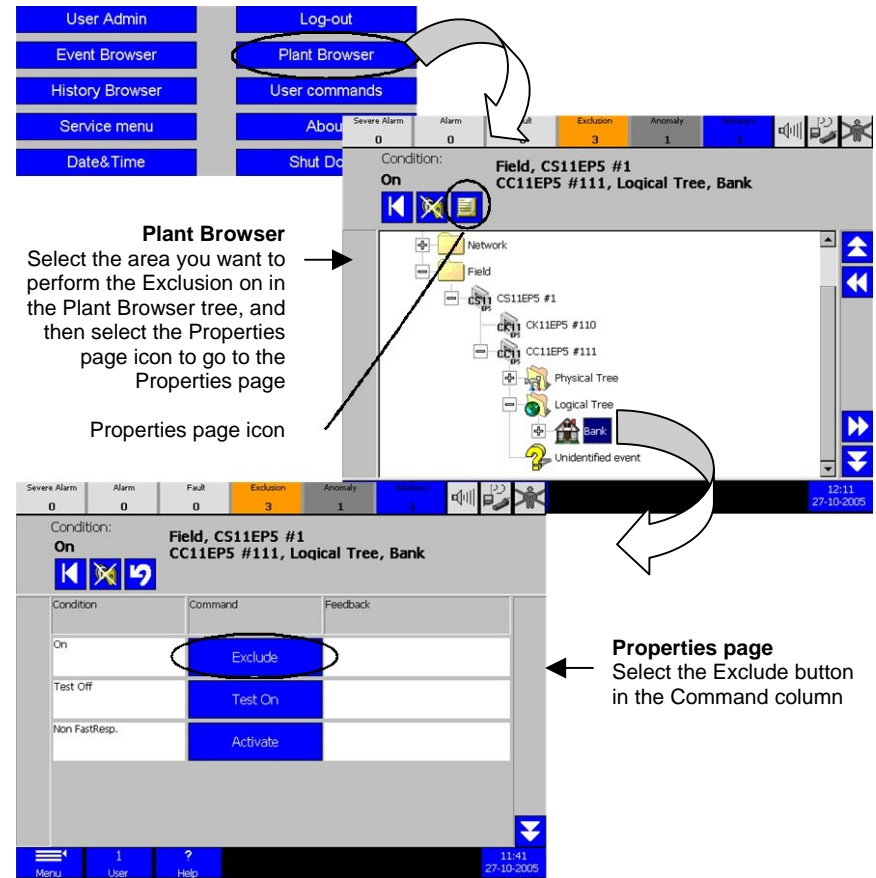 User Admin
Log-out
Event Browser
Plant Browser
History Browser
User commands
Service menu
Abou
Date&Time
Shut Do
Severe Alarm
Alarm
Exclusion
Anomaly
0
0
3
1
1
Condition:
On
Field, CS11EP5 #1
CC11EP5 #111, Logical Tree, Bank
Network
Field
CS11EP5 #1
CK11EP5 #110
CC11EP5 #111
Physical Tree
Logical Tree
Bank
Unidentified event
12:11
27-10-2005
Plant Browser
Select the area you want to
perform the Exclusion on in
the Plant Browser tree, and
then select the Properties
page icon to go to the
Properties page
Properties page icon
Severe Alarm
Alarm
Fault
Exclusion
Anomaly
0
0
0
3
1
1
Condition:
On
Field, CS11EP5 #1
CC11EP5 #111, Logical Tree, Bank
Condition
Command
Feedback
On
Exclude
Test Off
Test On
Non FastResp.
Activate
Menu
1
User
?
Help
11:41
27-10-2005
Properties page
Select the Exclude button
in the Command column